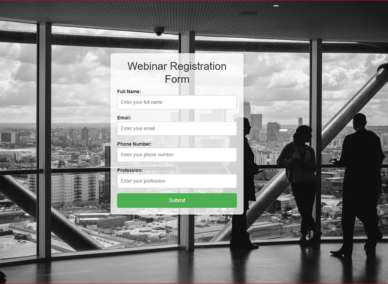 Webinar Registration
Form
Full Name:
Enter your full name
Email:
Enter your email
Phone Number:
Enter your phone number
Profession:
Enter your profession
Submit